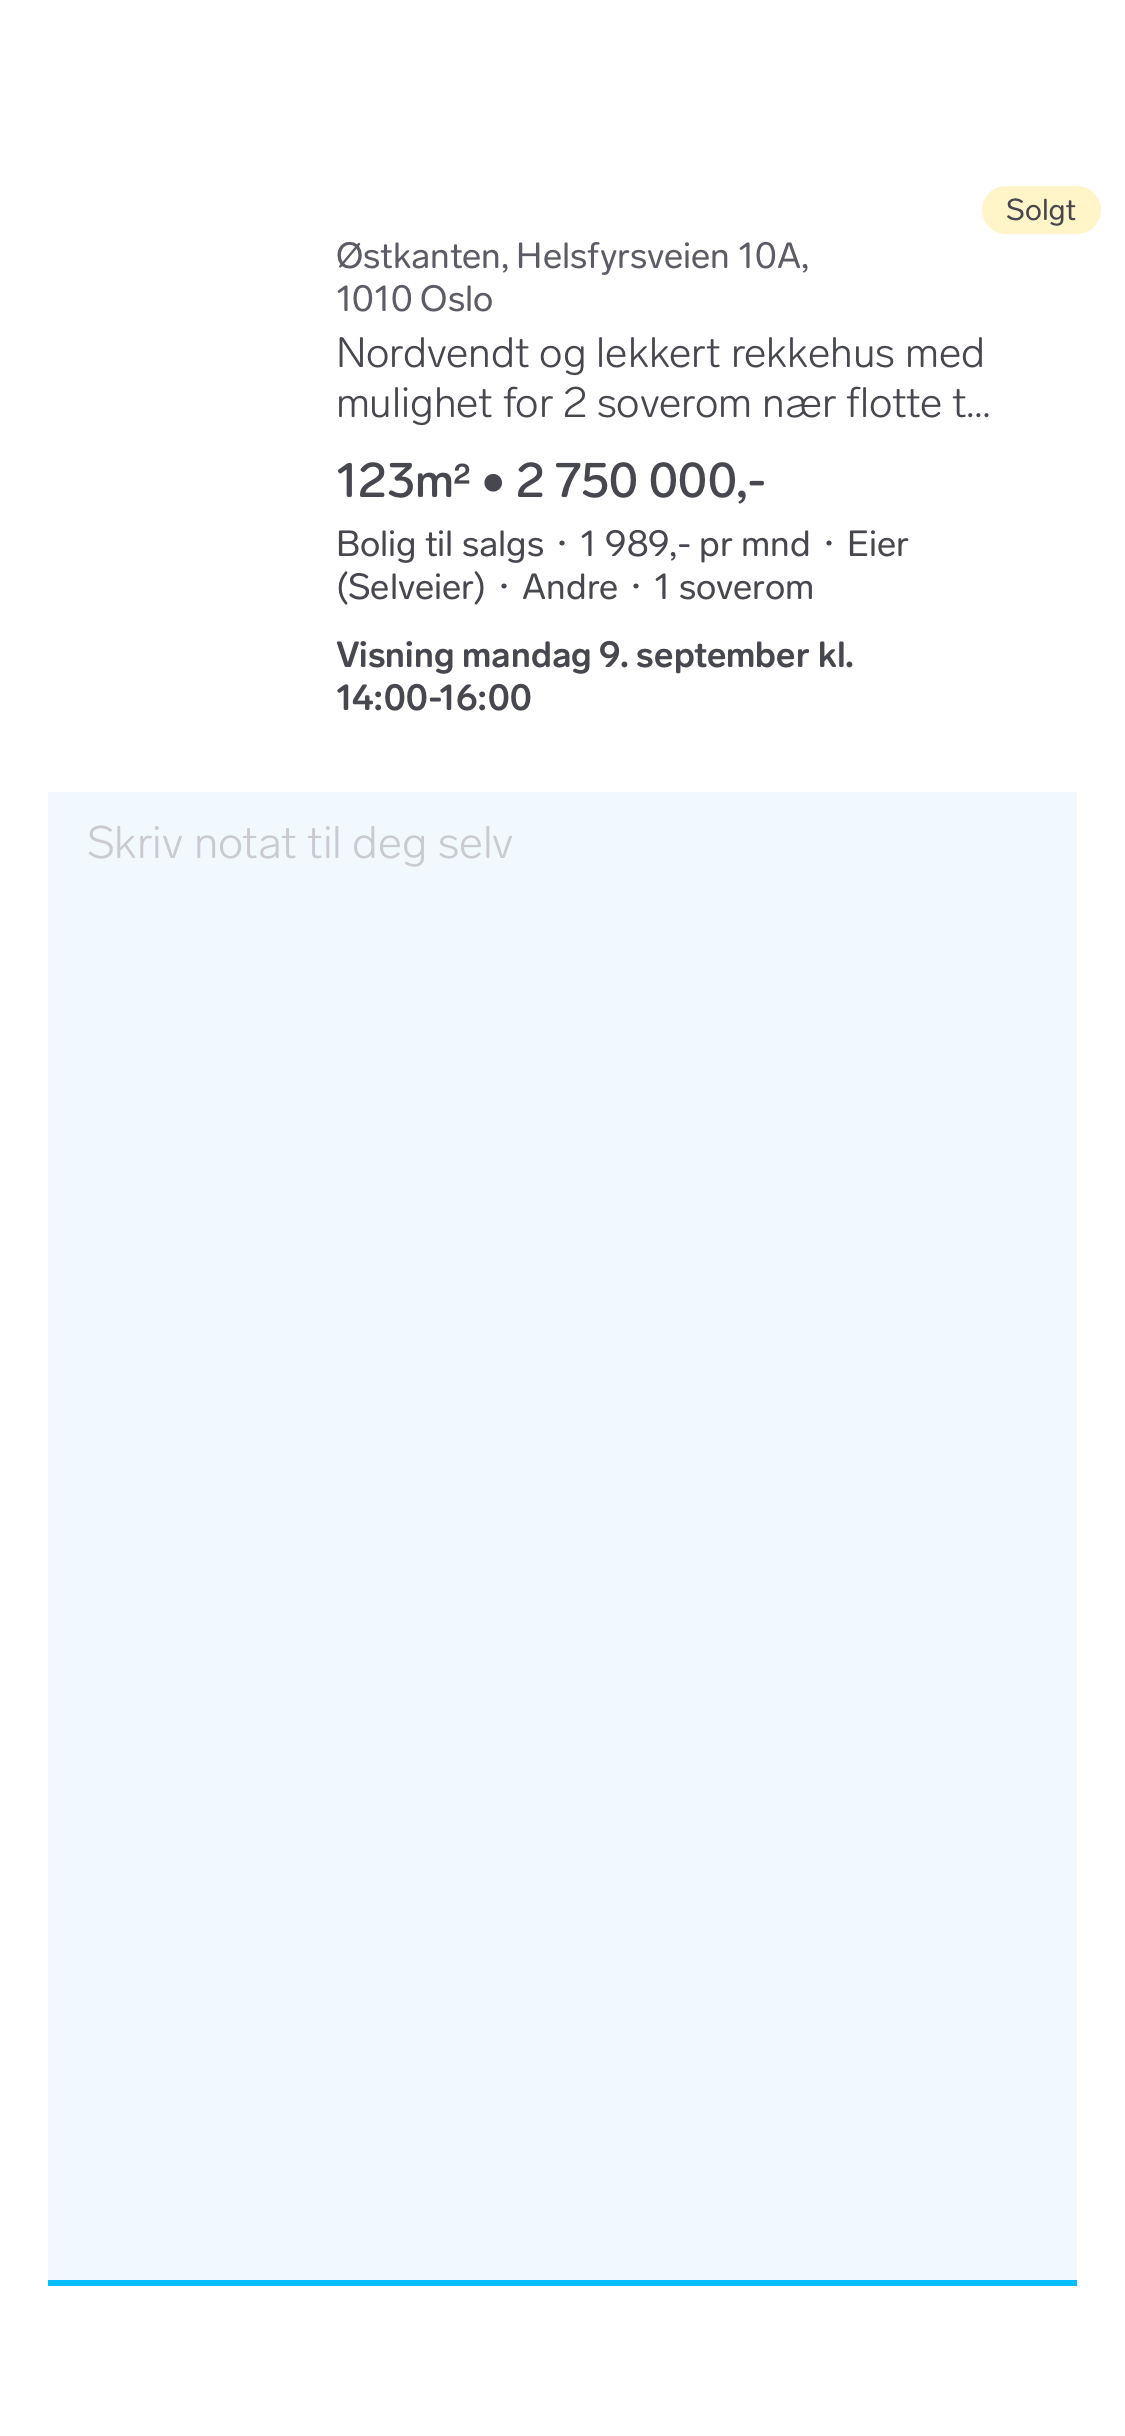 Solgt
Østkanten, Helsfyrsveien 10A,
1010 Oslo
Nordvendt og lekkert rekkehus med
mulighet for 2 soverom nær flotte t...
123m² • 2 750 000,-
Bolig til salgs · 1 989,- pr mnd · Eier
(Selveier) · Andre · 1 soverom
Visning mandag 9. september kl.
14:00-16:00
Skriv notat til deg selv